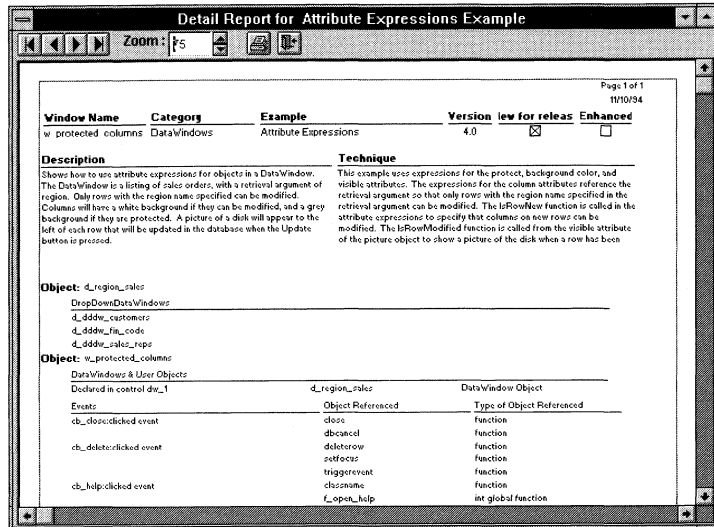 Detail Report for Attribute Expressions Example
Zoom: 75
Page 1 of 1
11/10/94
Window Name Category Example Version lew for releas Enhanced
w_protected_columns DataWindows Attribute Expressions 4.0
Description
Shows how to use attribute expressions for objects in a DataWindow.
The DataWindow is a listing of sales orders, with a retrieval argument of
region. Only rows with the region name specified can be modified.
Columns will have a white background if they can be modified, and a grey
background if they are protected. A picture of a disk will appear to the
left of each row that will be updated in the database when the Update
button is pressed.
Technique
This example uses expressions for the protect, background color, and
visible attributes. The expressions for the column attributes reference the
retrieval argument so that only rows with the region name specified in the
retrieval argument can be modified. The IsRowNew function is called in the
attribute expressions to specify that columns on new rows can be
modified. The IsRowModified function is called from the visible attribute
of the picture object to show a picture of the disk when a row has been
Object: d_region_sales
DropDownDataWindows
d_dddw_customers
d_dddw_fin_code
d_dddw_sales_reps
Object: w_protected_columns
DataWindows & User Objects
Declared in control dw_1 d_region_sales DataWindow Object
Events Object Referenced Type of Object Referenced
cb_close:clicked event close function
dbcancel function
cb_delete:clicked event deleterow function
setfocus function
triggerevent function
cb_help:clicked event classname function
f_open_help int global function